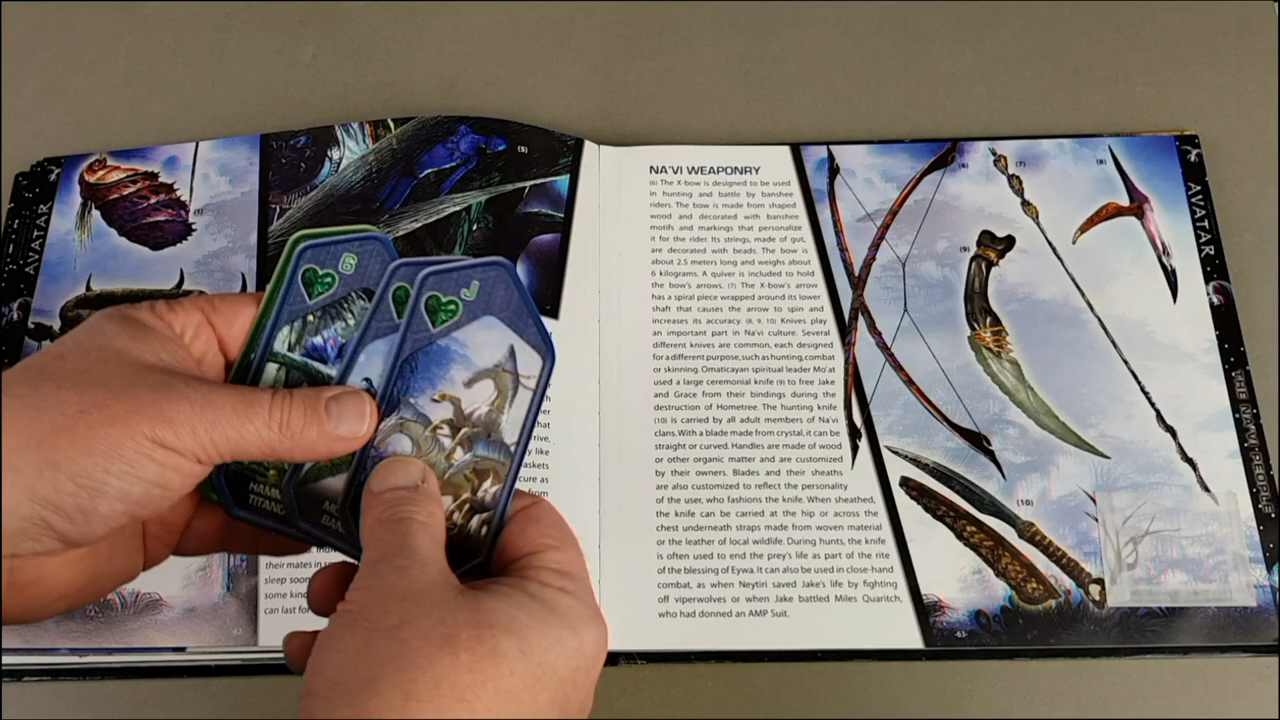 AVATAR
(1)
(5)
6
J
HAMM
TITANO
BAN
their mates in
sleep soon
some kind
can last for
62
NA'VI WEAPONRY
(6) The X-bow is designed to be used
in hunting and battle by banshee
riders. The bow is made from shaped
wood and decorated with banshee
motifs and markings that personalize
it for the rider. Its strings, made of gut,
are decorated with beads. The bow is
about 2.5 meters long and weighs about
6 kilograms. A quiver is included to hold
the bow's arrows. (7) The X-bow's arrow
has a spiral piece wrapped around its lower
shaft that causes the arrow to spin and
increases its accuracy. (8, 9, 10) Knives play
an important part in Na'vi culture. Several
different knives are common, each designed
for a different purpose, such as hunting, combat
or skinning. Omaticayan spiritual leader Mo'at
used a large ceremonial knife (9) to free Jake
and Grace from their bindings during the
destruction of Hometree. The hunting knife
(10) is carried by all adult members of Na'vi
clans. With a blade made from crystal, it can be
straight or curved. Handles are made of wood
or other organic matter and are customized
by their owners. Blades and their sheaths
are also customized to reflect the personality
of the user, who fashions the knife. When sheathed,
the knife can be carried at the hip or across the
chest underneath straps made from woven material
or the leather of local wildlife. During hunts, the knife
is often used to end the prey's life as part of the rite
of the blessing of Eywa. It can also be used in close-hand
combat, as when Neytiri saved Jake's life by fighting
off viperwolves or when Jake battled Miles Quaritch,
who had donned an AMP Suit.
(6)
(7)
(8)
(9)
(10)
AVATAR
THE NA'VI PEOPLE
63